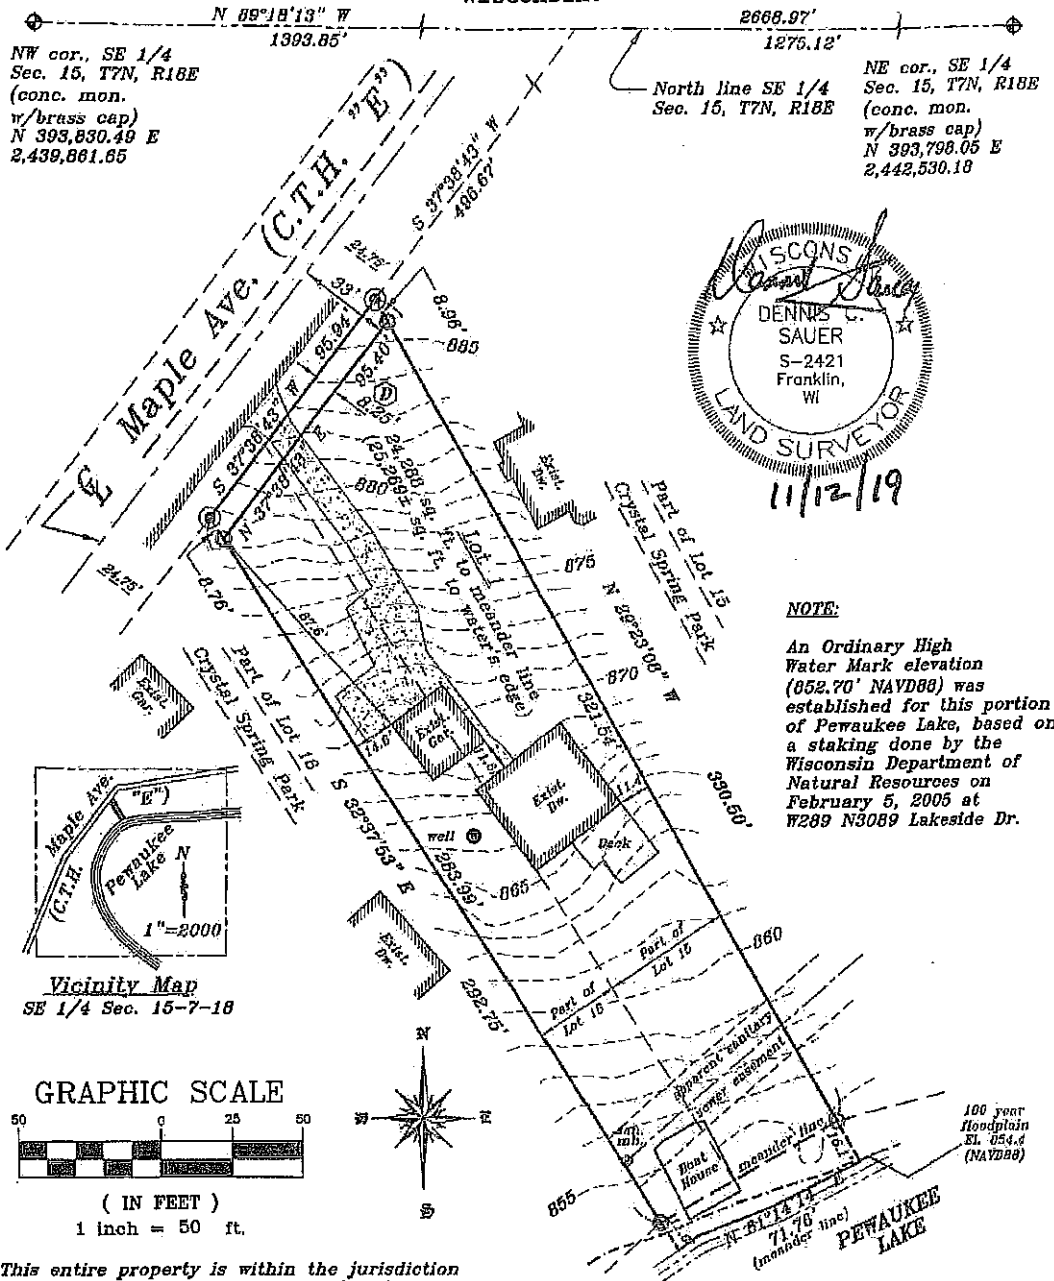 N 89°18'13" W
1393.85'
2668.97'
1275.12'
NW cor., SE 1/4
Sec. 15, T7N, R18E
(conc. mon.
w/brass cap)
N 393,830.49 E
2,439,861.65
North line SE 1/4
Sec. 15, T7N, R18E
NE cor., SE 1/4
Sec. 15, T7N, R18E
(conc. mon.
w/brass cap)
N 393,798.05 E
2,442,530.18
Maple Ave. (C.T.H. "E")
S 37°38'43" W
496.67'
24.75'
33'
8.96'
885
95.94'
95.40'
8.25'
S 37°38'43" W
N 37°38'43" E
24,288 sq. ft. to meander line
(25,269± sq. ft. to water's edge)
Lot 1
880
Exist.
Dw.
Part of Lot 15
Crystal Spring Park
875
N 29°23'08" W
870
321.54'
330.50'
24.75'
8.76'
87.6'
Part of Lot 16
Crystal Spring Park
Exist.
Gar.
Exist.
Gar.
14.6'
Exist.
Dw.
11.4'
Deck
well
S 32°37'53" E
283.99'
292.75'
865
860
Exist.
Dw.
Part of
Lot 15
Part of
Lot 16
apparent sanitary
sewer easement
san.
mh.
Boat
House
meander line
855
N 61°14'14" E
71.76'
(meander line)
PEWAUKEE
LAKE
100 year
floodplain
EL. 854.4
(NAVD88)
WISCONSIN
DENNIS C.
SAUER
S-2421
Franklin,
WI
LAND SURVEYOR
11/12/19
NOTE:
An Ordinary High
Water Mark elevation
(852.70' NAVD88) was
established for this portion
of Pewaukee Lake, based on
a staking done by the
Wisconsin Department of
Natural Resources on
February 5, 2005 at
W289 N3089 Lakeside Dr.
Maple Ave.
(C.T.H. "E")
Pewaukee
Lake
N
1"=2000
Vicinity Map
SE 1/4 Sec. 15-7-18
N
S
GRAPHIC SCALE
50 0 25 50
( IN FEET )
1 inch = 50 ft.
This entire property is within the jurisdiction